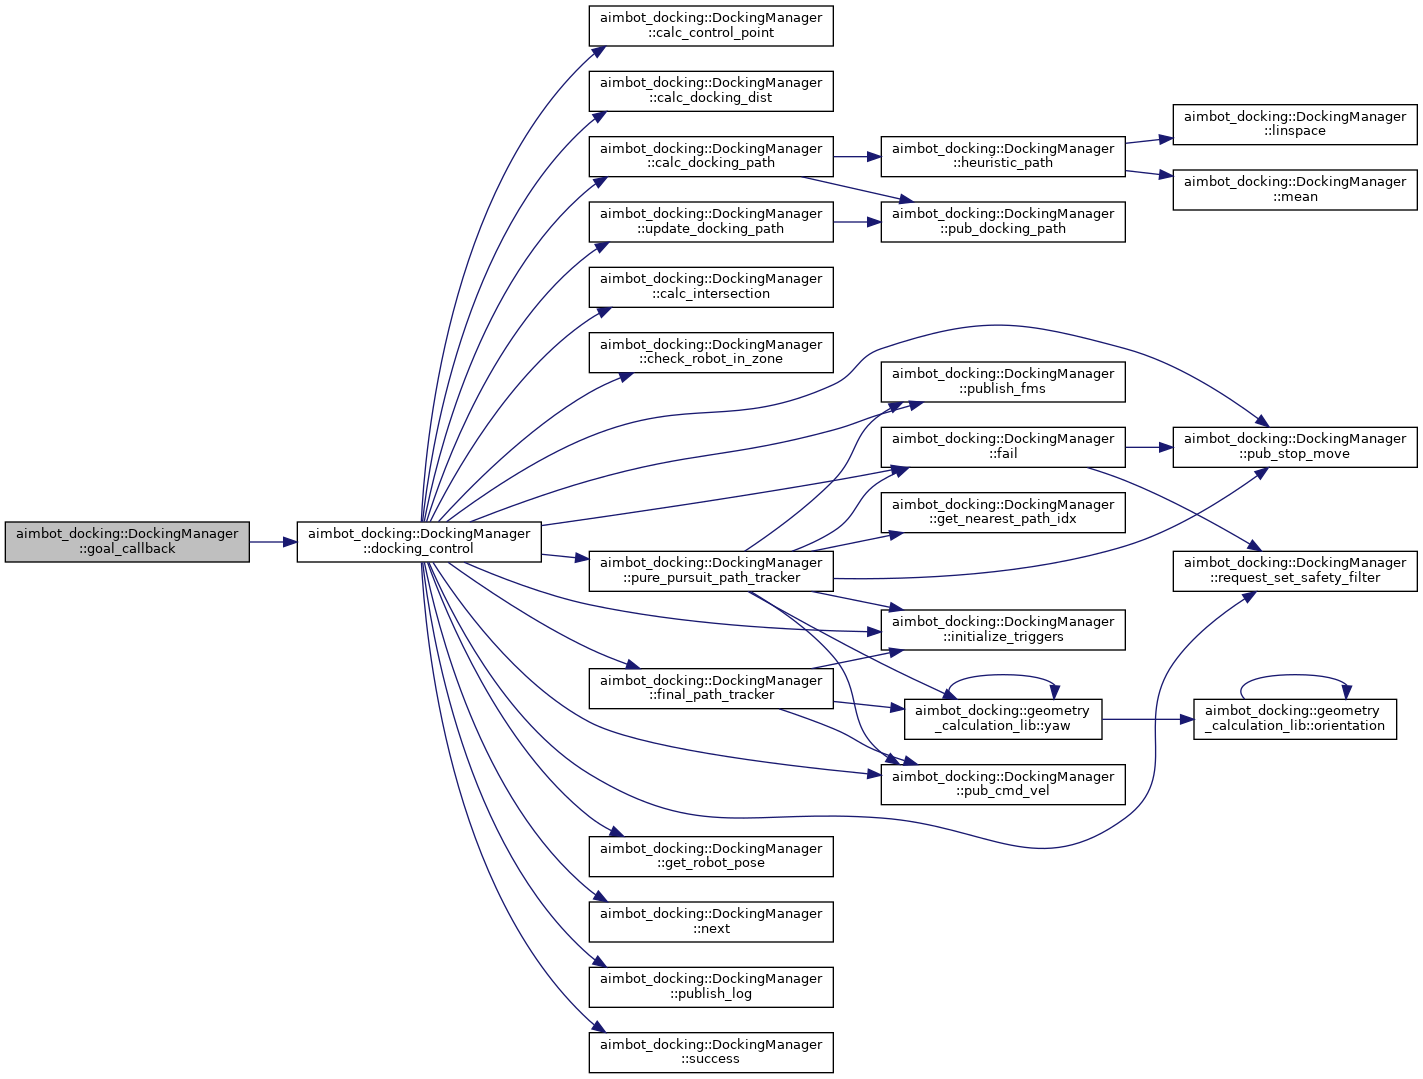 aimbot_docking::DockingManager
::goal_callback
aimbot_docking::DockingManager
::docking_control
aimbot_docking::DockingManager
::calc_control_point
aimbot_docking::DockingManager
::calc_docking_dist
aimbot_docking::DockingManager
::calc_docking_path
aimbot_docking::DockingManager
::update_docking_path
aimbot_docking::DockingManager
::calc_intersection
aimbot_docking::DockingManager
::check_robot_in_zone
aimbot_docking::DockingManager
::pure_pursuit_path_tracker
aimbot_docking::DockingManager
::final_path_tracker
aimbot_docking::DockingManager
::get_robot_pose
aimbot_docking::DockingManager
::next
aimbot_docking::DockingManager
::publish_log
aimbot_docking::DockingManager
::success
aimbot_docking::DockingManager
::heuristic_path
aimbot_docking::DockingManager
::pub_docking_path
aimbot_docking::DockingManager
::publish_fms
aimbot_docking::DockingManager
::fail
aimbot_docking::DockingManager
::get_nearest_path_idx
aimbot_docking::DockingManager
::initialize_triggers
aimbot_docking::geometry
_calculation_lib::yaw
aimbot_docking::DockingManager
::pub_cmd_vel
aimbot_docking::DockingManager
::linspace
aimbot_docking::DockingManager
::mean
aimbot_docking::DockingManager
::pub_stop_move
aimbot_docking::DockingManager
::request_set_safety_filter
aimbot_docking::geometry
_calculation_lib::orientation